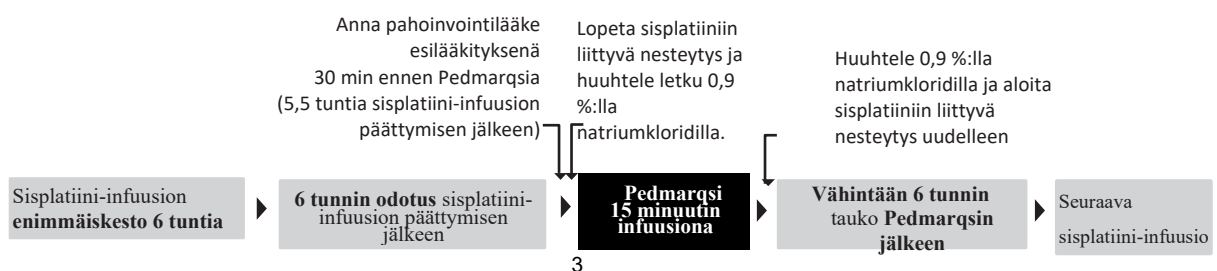 Anna pahoinvointilääke
esilääkityksenä
30 min ennen Pedmarqsia
(5,5 tuntia sisplatiini-infuusion
päättymisen jälkeen)
Lopeta sisplatiiniin
liittyvä nesteytys ja
huuhtele letku 0,9
%:lla
natriumkloridilla.
Huuhtele 0,9 %:lla
natriumkloridilla ja aloita
sisplatiiniin liittyvä
nesteytys uudelleen
Sisplatiini-infuusion
enimmäiskesto 6 tuntia
6 tunnin odotus sisplatiini-
infuusion päättymisen
jälkeen
Pedmarqsi
15 minuutin
infuusiona
Vähintään 6 tunnin
tauko Pedmarqsin
jälkeen
Seuraava
sisplatiini-infuusio
3